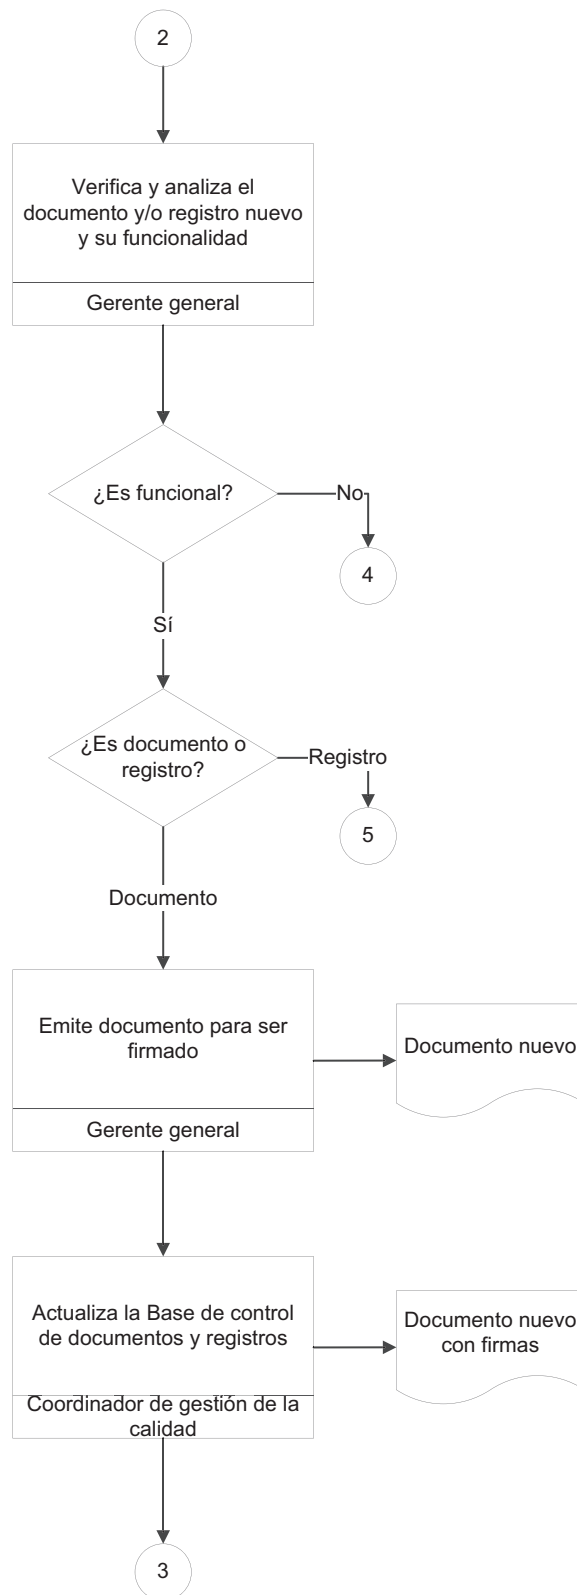 2
Verifica y analiza el
documento y/o registro nuevo
y su funcionalidad
Gerente general
¿Es funcional?
No
4
Sí
¿Es documento o
registro?
Registro
5
Documento
Emite documento para ser
firmado
Documento nuevo
Gerente general
Actualiza la Base de control
de documentos y registros
Documento nuevo
con firmas
Coordinador de gestión de la
calidad
3